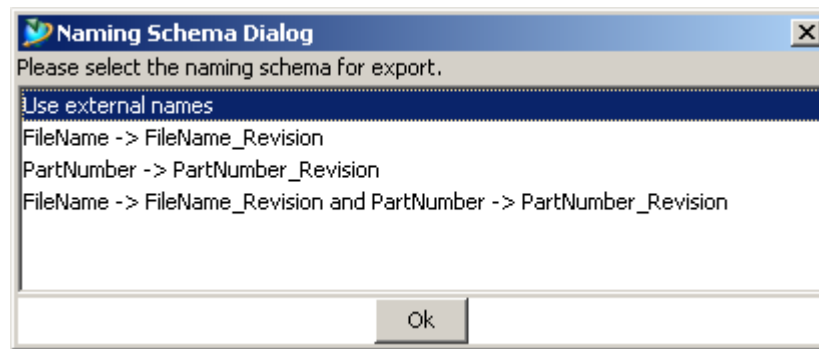 Naming Schema Dialog
Please select the naming schema for export.
Use external names
FileName -> FileName_Revision
PartNumber -> PartNumber_Revision
FileName -> FileName_Revision and PartNumber -> PartNumber_Revision
Ok